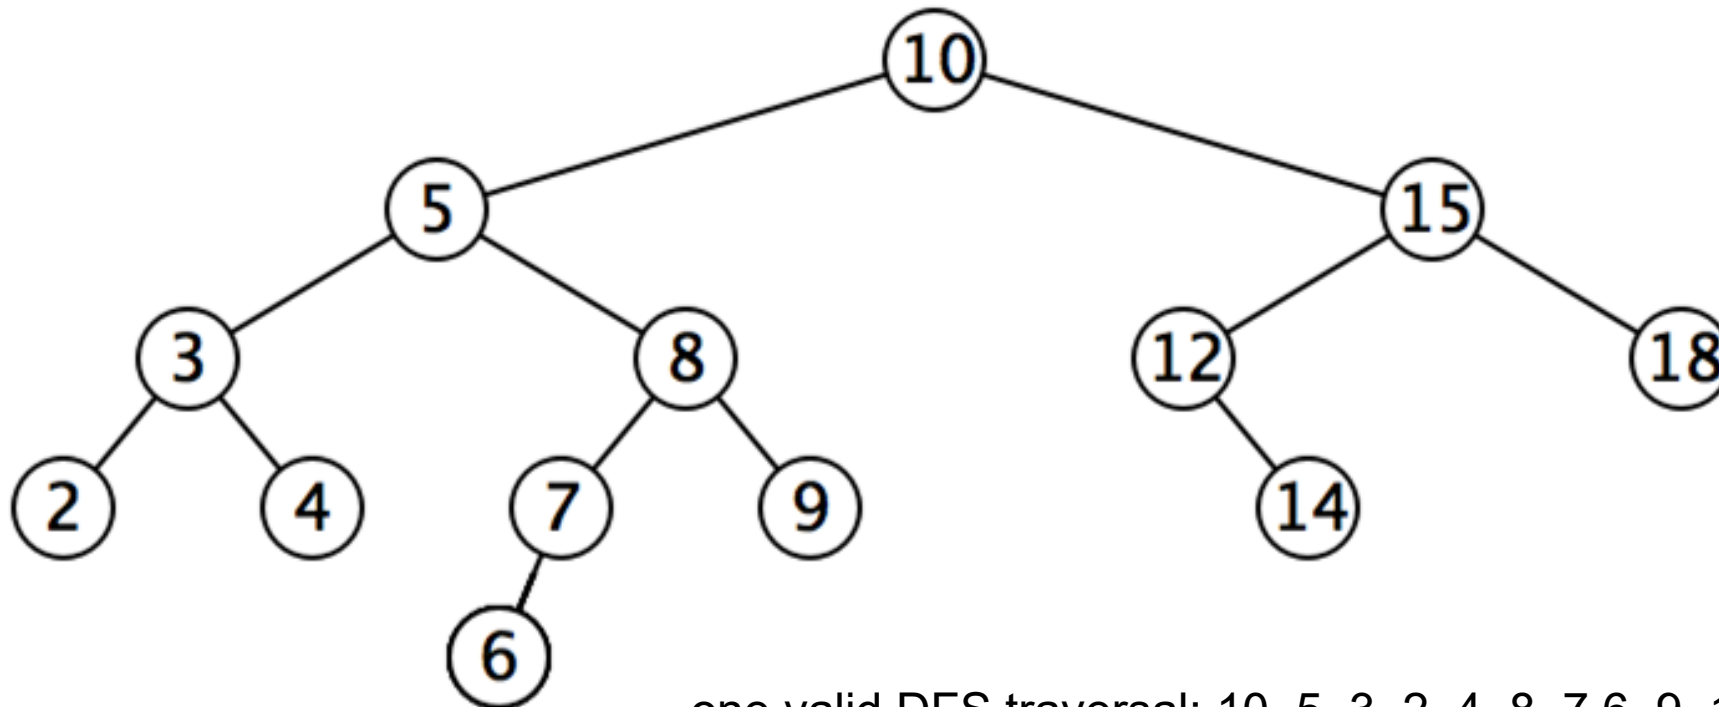 10
5 15
3 8 12 18
2 4 7 9 14
6
one valid DFS traversal: 10, 5, 3, 2, 4, 8, 7,6, 9,